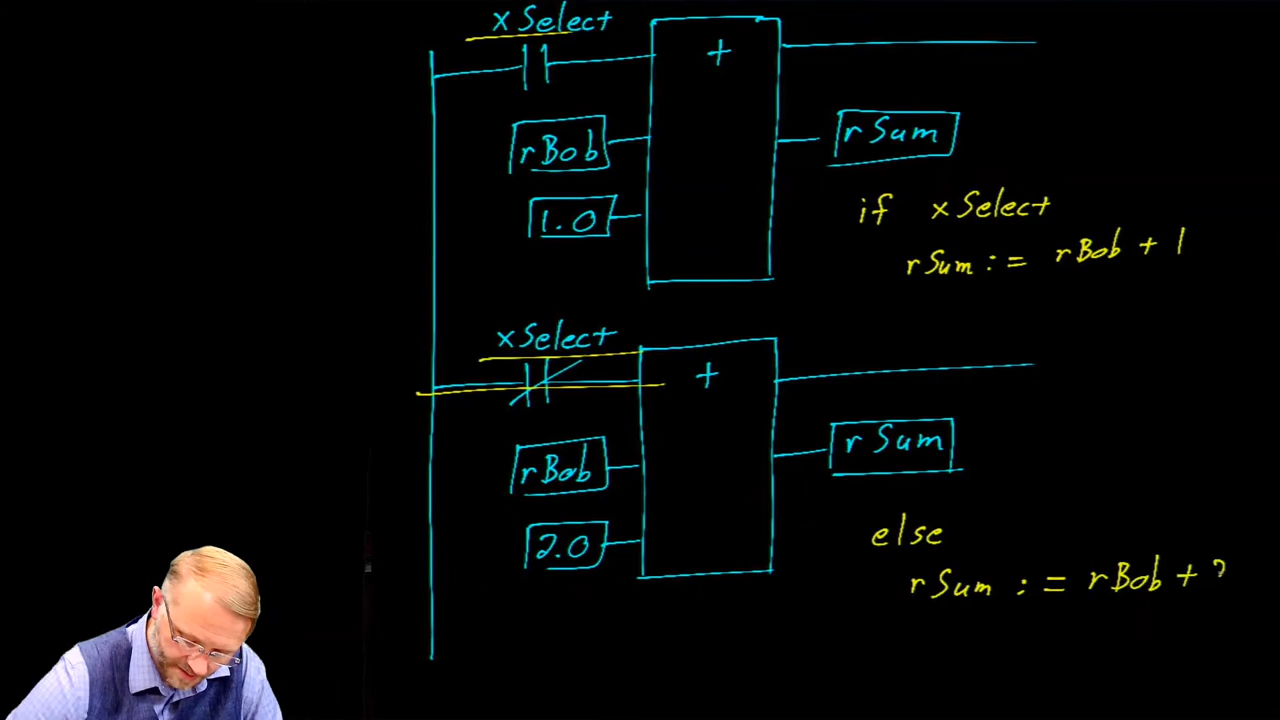 xSelect
+
rBob
rSum
1.0
if xSelect
rSum := rBob + 1
xSelect
+
rBob
rSum
2.0
else
rSum := rBob +